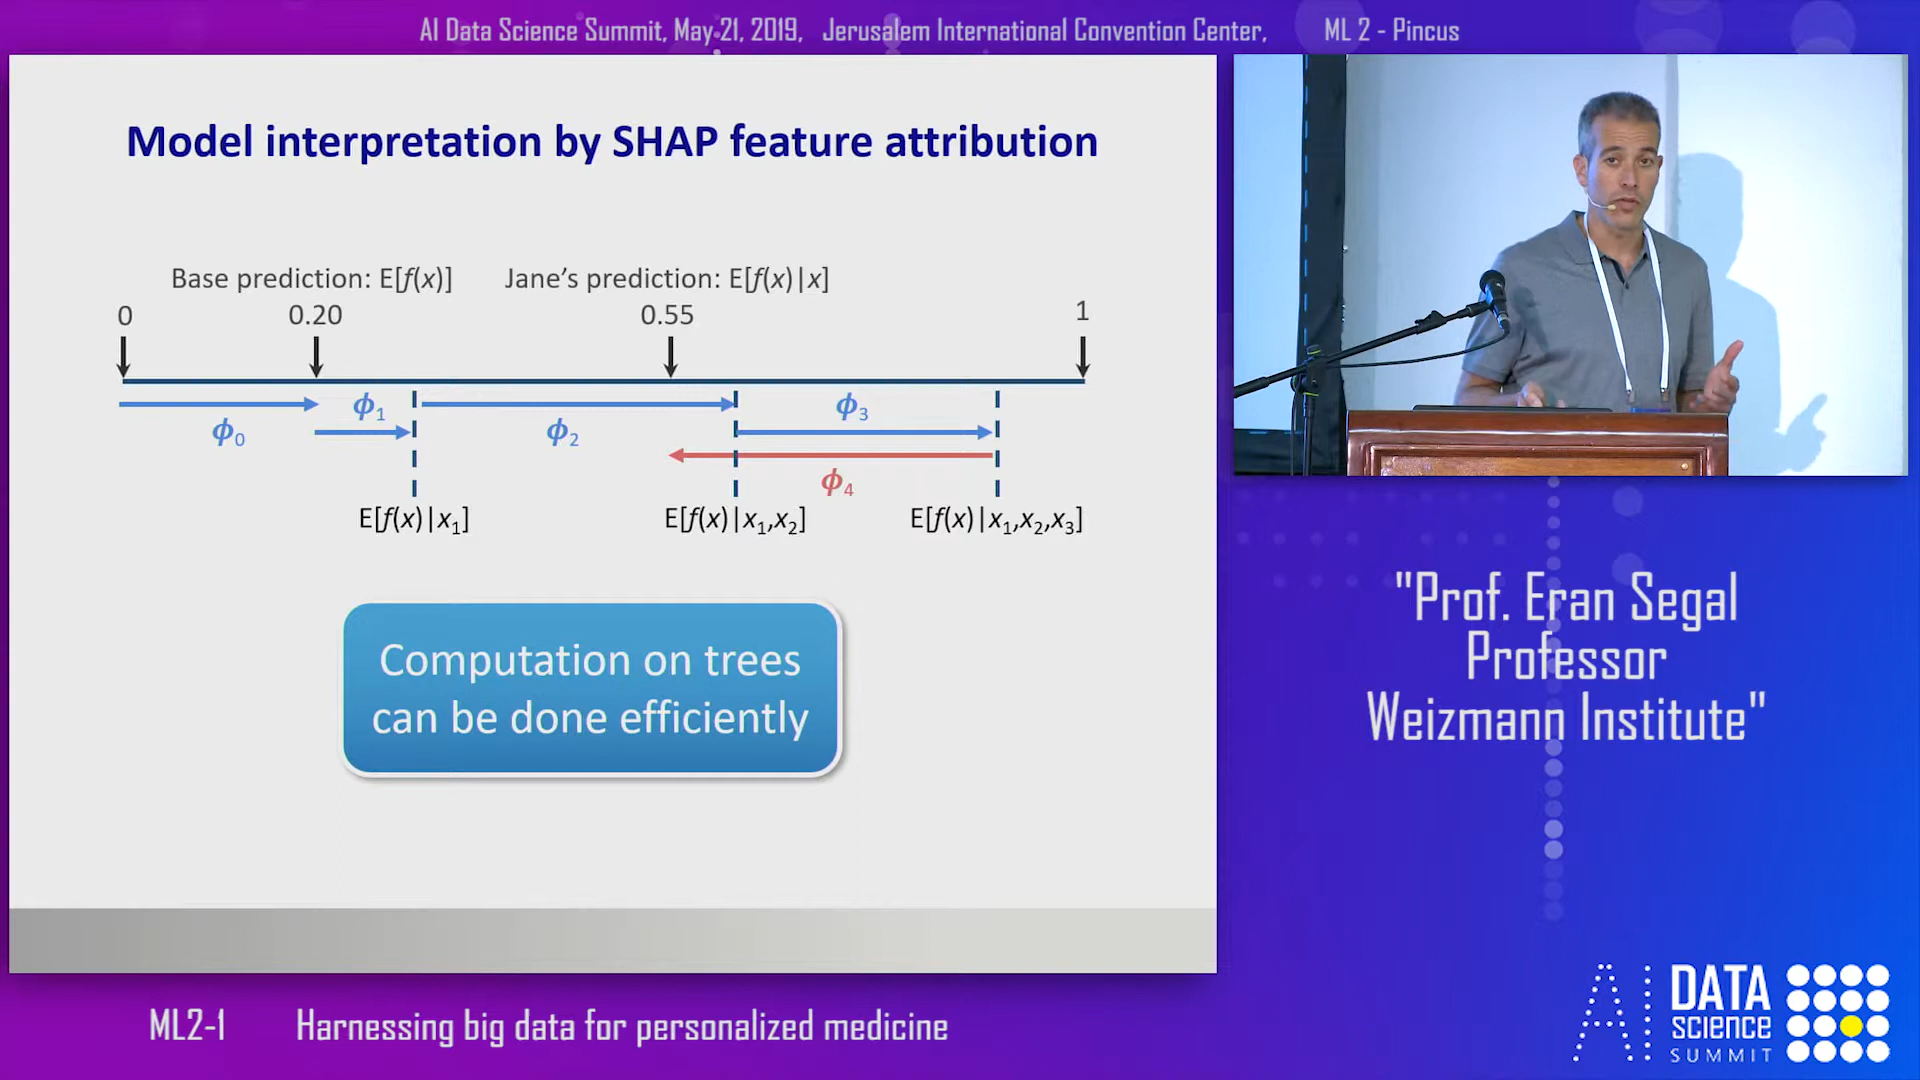 AI Data Science Summit, May 21, 2019, Jerusalem International Convention Center, ML 2 - Pincus
Model interpretation by SHAP feature attribution
Base prediction: E[f(x)] Jane's prediction: E[f(x)|x]
0 0.20 0.55 1
ϕ1 ϕ3
ϕ0 ϕ2
ϕ4
E[f(x)|x1] E[f(x)|x1,x2] E[f(x)|x1,x2,x3]
Computation on trees
can be done efficiently
"Prof. Eran Segal
Professor
Weizmann Institute"
AI DATA
SCIENCE
SUMMIT
ML2-1 Harnessing big data for personalized medicine